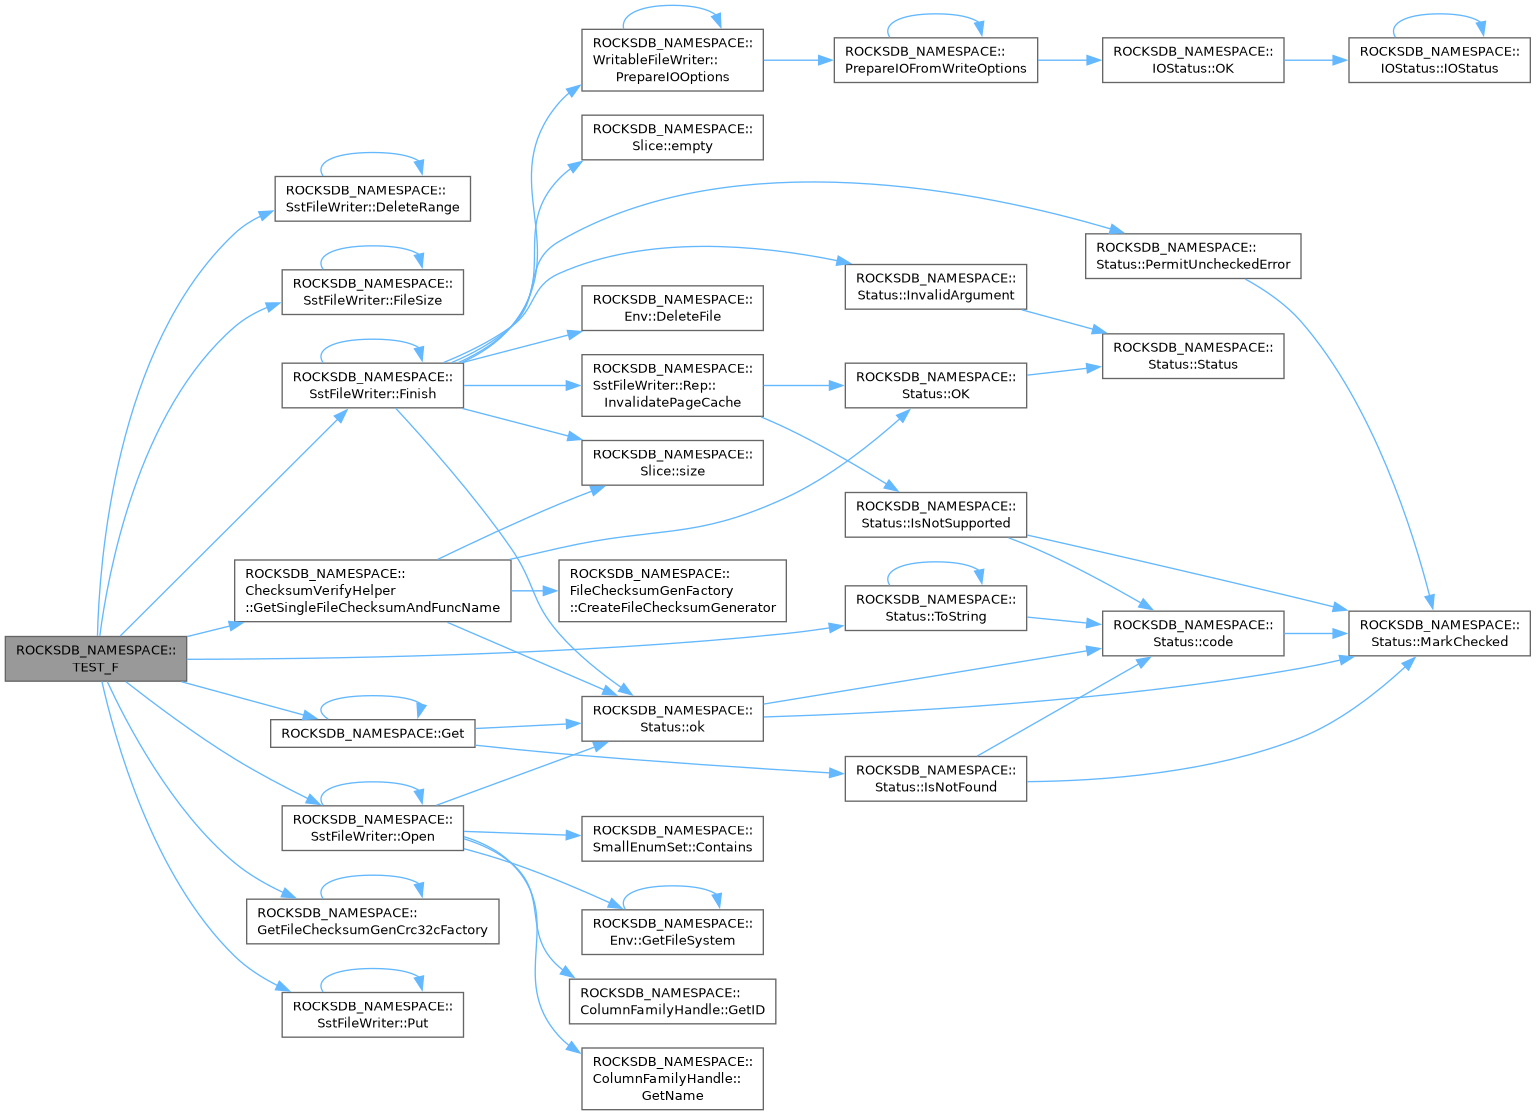 ROCKSDB_NAMESPACE::
TEST_F
ROCKSDB_NAMESPACE::
SstFileWriter::DeleteRange
ROCKSDB_NAMESPACE::
SstFileWriter::FileSize
ROCKSDB_NAMESPACE::
SstFileWriter::Finish
ROCKSDB_NAMESPACE::
ChecksumVerifyHelper
::GetSingleFileChecksumAndFuncName
ROCKSDB_NAMESPACE::Get
ROCKSDB_NAMESPACE::
SstFileWriter::Open
ROCKSDB_NAMESPACE::
GetFileChecksumGenCrc32cFactory
ROCKSDB_NAMESPACE::
SstFileWriter::Put
ROCKSDB_NAMESPACE::
WritableFileWriter::
PrepareIOOptions
ROCKSDB_NAMESPACE::
Slice::empty
ROCKSDB_NAMESPACE::
Env::DeleteFile
ROCKSDB_NAMESPACE::
SstFileWriter::Rep::
InvalidatePageCache
ROCKSDB_NAMESPACE::
Slice::size
ROCKSDB_NAMESPACE::
FileChecksumGenFactory
::CreateFileChecksumGenerator
ROCKSDB_NAMESPACE::
Status::ok
ROCKSDB_NAMESPACE::
SmallEnumSet::Contains
ROCKSDB_NAMESPACE::
Env::GetFileSystem
ROCKSDB_NAMESPACE::
ColumnFamilyHandle::GetID
ROCKSDB_NAMESPACE::
ColumnFamilyHandle::
GetName
ROCKSDB_NAMESPACE::
PrepareIOFromWriteOptions
ROCKSDB_NAMESPACE::
Status::InvalidArgument
ROCKSDB_NAMESPACE::
Status::OK
ROCKSDB_NAMESPACE::
Status::IsNotSupported
ROCKSDB_NAMESPACE::
Status::ToString
ROCKSDB_NAMESPACE::
Status::IsNotFound
ROCKSDB_NAMESPACE::
IOStatus::OK
ROCKSDB_NAMESPACE::
Status::PermitUncheckedError
ROCKSDB_NAMESPACE::
Status::Status
ROCKSDB_NAMESPACE::
Status::code
ROCKSDB_NAMESPACE::
IOStatus::IOStatus
ROCKSDB_NAMESPACE::
Status::MarkChecked